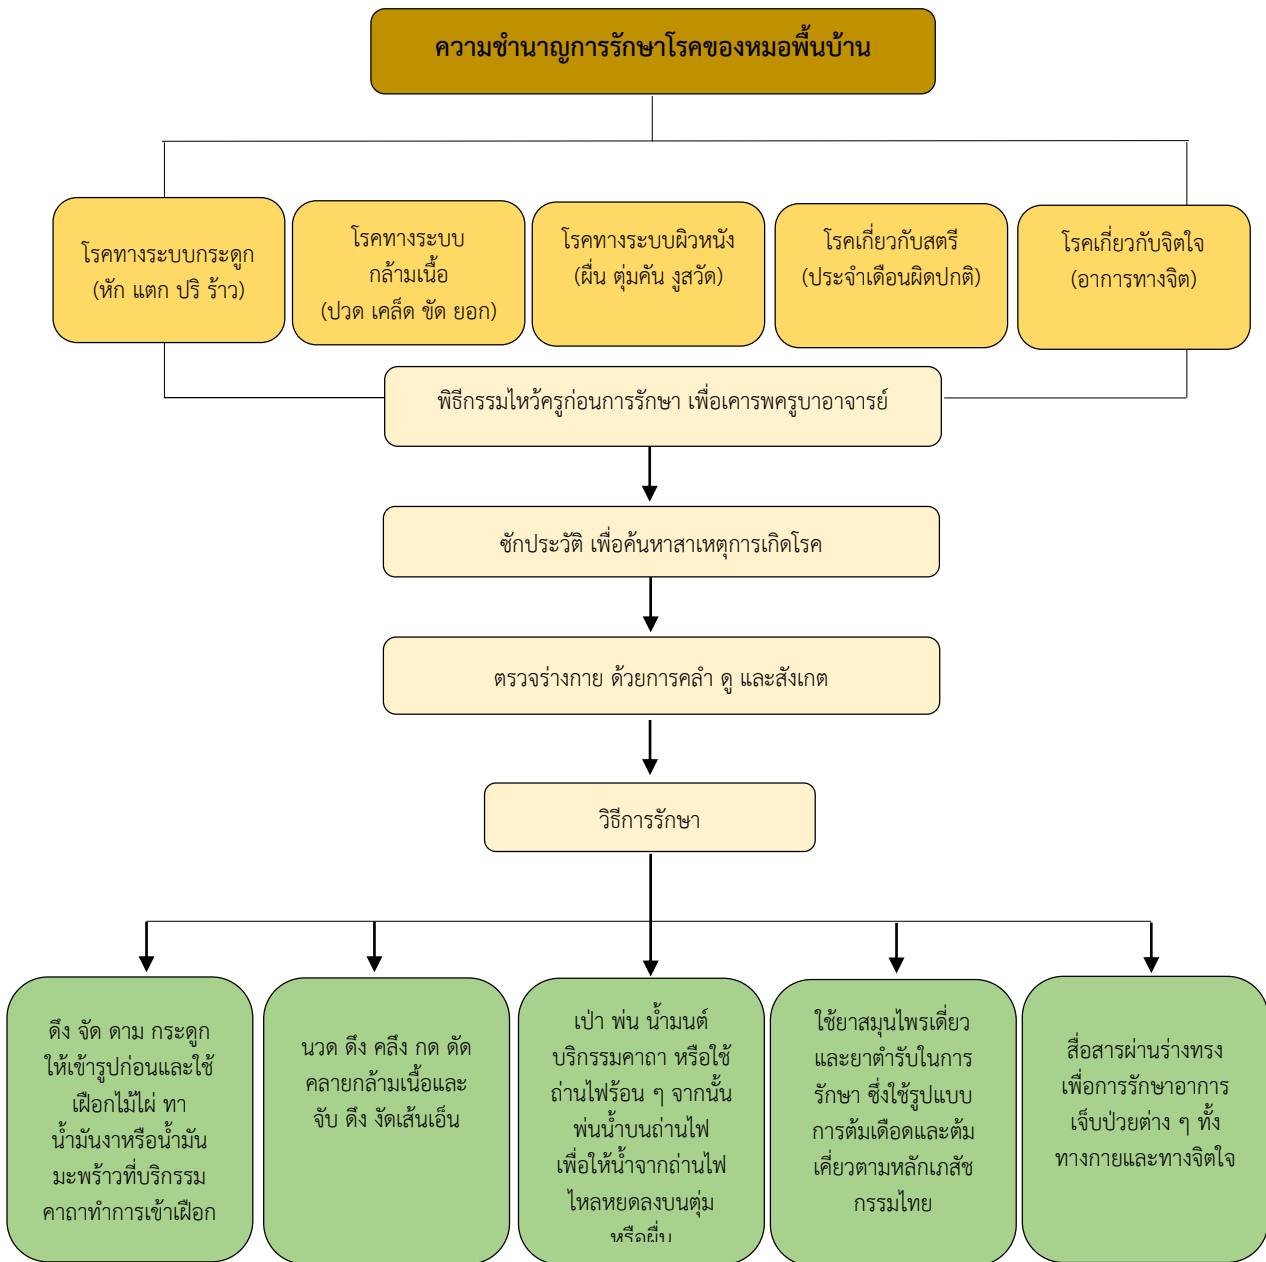 ความชำนาญการรักษาโรคของหมอพื้นบ้าน
โรคทางระบบกระดูก
(หัก แตก ปริ ร้าว)
โรคทางระบบ
กล้ามเนื้อ
(ปวด เคล็ด ขัด ยอก)
โรคทางระบบผิวหนัง
(ผื่น ตุ่มคัน งูสวัด)
โรคเกี่ยวกับสตรี
(ประจำเดือนผิดปกติ)
โรคเกี่ยวกับจิตใจ
(อาการทางจิต)
พิธีกรรมไหว้ครูก่อนการรักษา เพื่อเคารพครูบาอาจารย์
ซักประวัติ เพื่อค้นหาสาเหตุการเกิดโรค
ตรวจร่างกาย ด้วยการคลำ ดู และสังเกต
วิธีการรักษา
ดึง จัด ดาม กระดูก
ให้เข้ารูปก่อนและใช้
เฝือกไม้ไผ่ ทา
น้ำมันงาหรือน้ำมัน
มะพร้าวที่บริกรรม
คาถาทำการเข้าเฝือก
นวด ดึง คลึง กด ดัด
คลายกล้ามเนื้อและ
จับ ดึง งัดเส้นเอ็น
เป่า พ่น น้ำมนต์
บริกรรมคาถา หรือใช้
ถ่านไฟร้อน ๆ จากนั้น
พ่นน้ำบนถ่านไฟ
เพื่อให้น้ำจากถ่านไฟ
ไหลหยดลงบนตุ่ม
หรือผื่น
ใช้ยาสมุนไพรเดี่ยว
และยาตำรับในการ
รักษา ซึ่งใช้รูปแบบ
การต้มเดือดและต้ม
เคี่ยวตามหลักเภสัช
กรรมไทย
สื่อสารผ่านร่างทรง
เพื่อการรักษาอาการ
เจ็บป่วยต่าง ๆ ทั้ง
ทางกายและทางจิตใจ